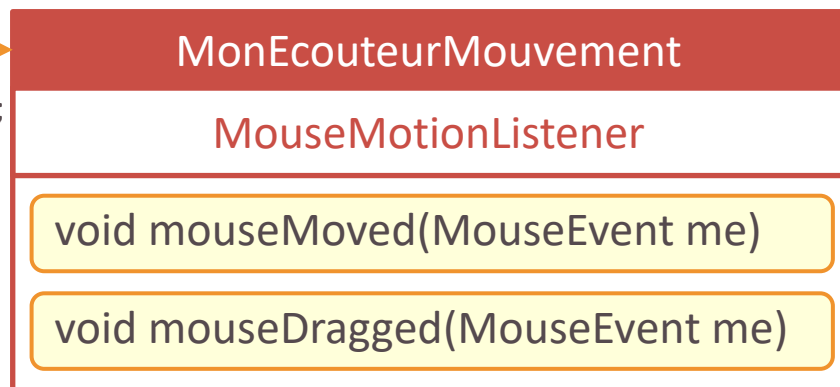 MonEcouteurMouvement
MouseMotionListener
void mouseMoved(MouseEvent me)
void mouseDragged(MouseEvent me)